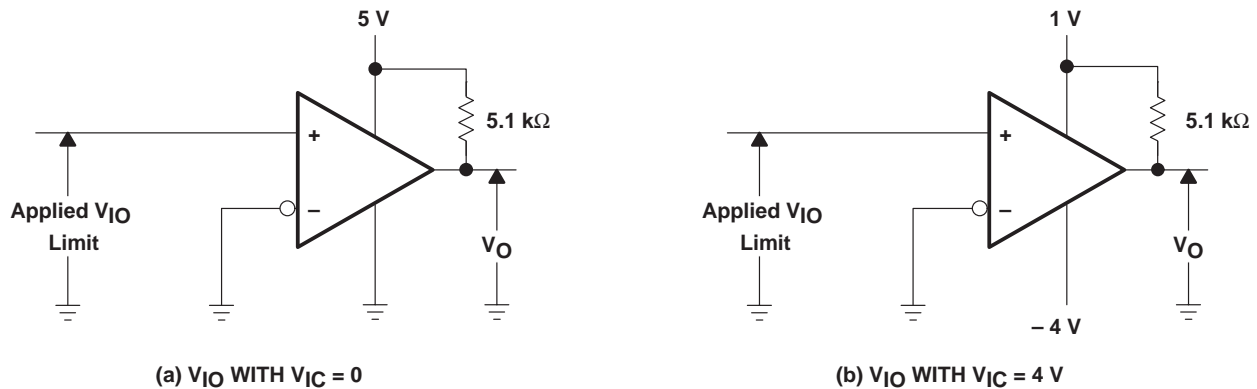 5 V
5.1 kΩ
+
−
Applied VIO
Limit
VO
(a) VIO WITH VIC = 0
1 V
5.1 kΩ
+
−
Applied VIO
Limit
VO
– 4 V
(b) VIO WITH VIC = 4 V